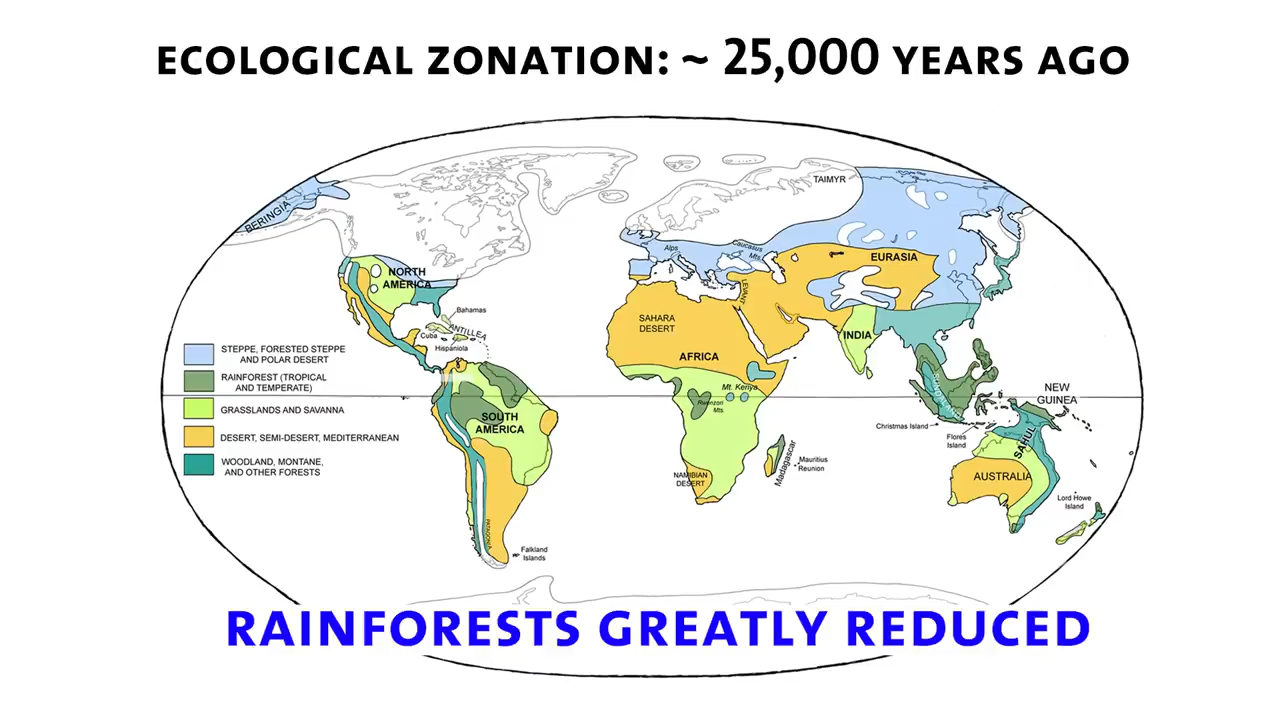 ECOLOGICAL ZONATION: ~ 25,000 YEARS AGO
TAIMYR
BERINGIA
Alps
Caucasus
Mts.
EURASIA
NORTH
AMERICA
LEVANT
Bahamas
SAHARA
DESERT
Cuba
ANTILLEA
INDIA
Hispaniola
AFRICA
STEPPE, FORESTED STEPPE
AND POLAR DESERT
RAINFOREST (TROPICAL
AND TEMPERATE)
GRASSLANDS AND SAVANNA
DESERT, SEMI-DESERT, MEDITERRANEAN
WOODLAND, MONTANE,
AND OTHER FORESTS
Mt. Kenya
Rwenzori
Mts
NEW
GUINEA
SOUTH
AMERICA
Christmas Island
Flores
Island
SAHUL
Madagascar
Mauritius
Reunion
NAMIBIAN
DESERT
AUSTRALIA
Lord Howe
Island
PATAGONIA
Falkland
Islands
RAINFORESTS GREATLY REDUCED